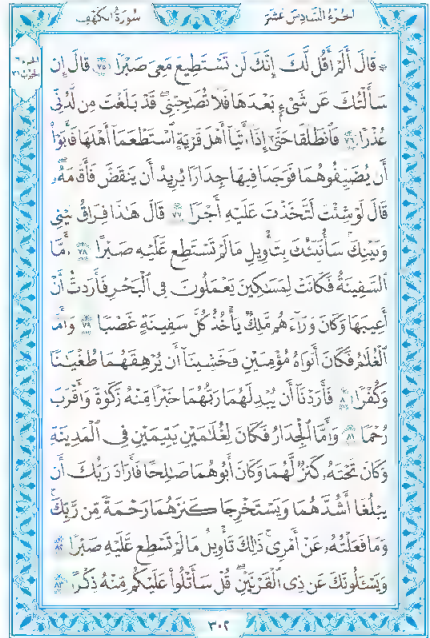 الجزء السادس عشر
سورة الكهف
۞ قَالَ أَلَمْ أَقُل لَّكَ إِنَّكَ لَن تَسْتَطِيعَ مَعِيَ صَبْرًا ٧٥ قَالَ إِن
سَأَلْتُكَ عَن شَيْءٍ بَعْدَهَا فَلَا تُصَاحِبْنِي قَدْ بَلَغْتَ مِن لَّدُنِّي
عُذْرًا ٧٦ فَانطَلَقَا حَتَّىٰ إِذَا أَتَيَا أَهْلَ قَرْيَةٍ اسْتَطْعَمَا أَهْلَهَا فَأَبَوْا
أَن يُضَيِّفُوهُمَا فَوَجَدَا فِيهَا جِدَارًا يُرِيدُ أَن يَنقَضَّ فَأَقَامَهُ
قَالَ لَوْ شِئْتَ لَتَّخَذْتَ عَلَيْهِ أَجْرًا ٧٧ قَالَ هَٰذَا فِرَاقُ بَيْنِي
وَبَيْنِكَ سَأُنَبِّئُكَ بِتَأْوِيلِ مَا لَمْ تَسْتَطِع عَّلَيْهِ صَبْرًا ٧٨ أَمَّا
السَّفِينَةُ فَكَانَتْ لِمَسَاكِينَ يَعْمَلُونَ فِي الْبَحْرِ فَأَرَدتُّ أَنْ
أَعِيبَهَا وَكَانَ وَرَاءَهُم مَّلِكٌ يَأْخُذُ كُلَّ سَفِينَةٍ غَصْبًا ٧٩ وَأَمَّا
الْغُلَامُ فَكَانَ أَبَوَاهُ مُؤْمِنَيْنِ فَخَشِينَا أَن يُرْهِقَهُمَا طُغْيَانًا
وَكُفْرًا ٨٠ فَأَرَدْنَا أَن يُبْدِلَهُمَا رَبُّهُمَا خَيْرًا مِّنْهُ زَكَاةً وَأَقْرَبَ
رُحْمًا ٨١ وَأَمَّا الْجِدَارُ فَكَانَ لِغُلَامَيْنِ يَتِيمَيْنِ فِي الْمَدِينَةِ
وَكَانَ تَحْتَهُ كَنزٌ لَّهُمَا وَكَانَ أَبُوهُمَا صَالِحًا فَأَرَادَ رَبُّكَ أَن
يَبْلُغَا أَشُدَّهُمَا وَيَسْتَخْرِجَا كَنزَهُمَا رَحْمَةً مِّن رَّبِّكَ
وَمَا فَعَلْتُهُ عَنْ أَمْرِي ذَٰلِكَ تَأْوِيلُ مَا لَمْ تَسْطِع عَّلَيْهِ صَبْرًا ٨٢
وَيَسْأَلُونَكَ عَن ذِي الْقَرْنَيْنِ قُلْ سَأَتْلُو عَلَيْكُم مِّنْهُ ذِكْرًا ٨٣
٣٠٢